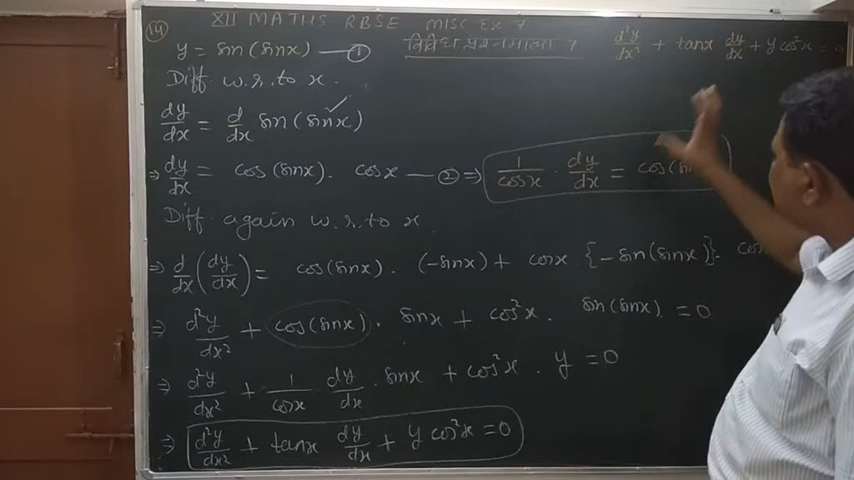 (14) XII MATHS RBSE MISC EX 7
y = sin(sinx) —— ① विविध प्रश्नमाला 7 d²y/dx² + tanx dy/dx + y cos²x = 0
Diff w.r.to x.
dy/dx = d/dx sin(sinx) ✓
⇒ dy/dx = cos(sinx). cosx —— ② ⇒ 1/cosx . dy/dx = cos(
Diff again w.r.to x
⇒ d/dx (dy/dx) = cos(sinx) . (-sinx) + cosx {-sin(sinx)}.
⇒ d²y/dx² + cos(sinx) . sinx + cos²x . sin(sinx). = 0
⇒ d²y/dx² + 1/cosx dy/dx . sinx + cos²x . y = 0
⇒ d²y/dx² + tanx dy/dx + y cos²x = 0